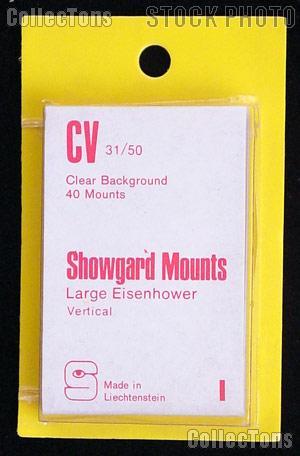 CollecTons STOCK PHOTO
CV 31/50
Clear Background
40 Mounts
Showgard Mounts
Large Eisenhower
Vertical
S
Made in
Liechtenstein
I
CollecTons